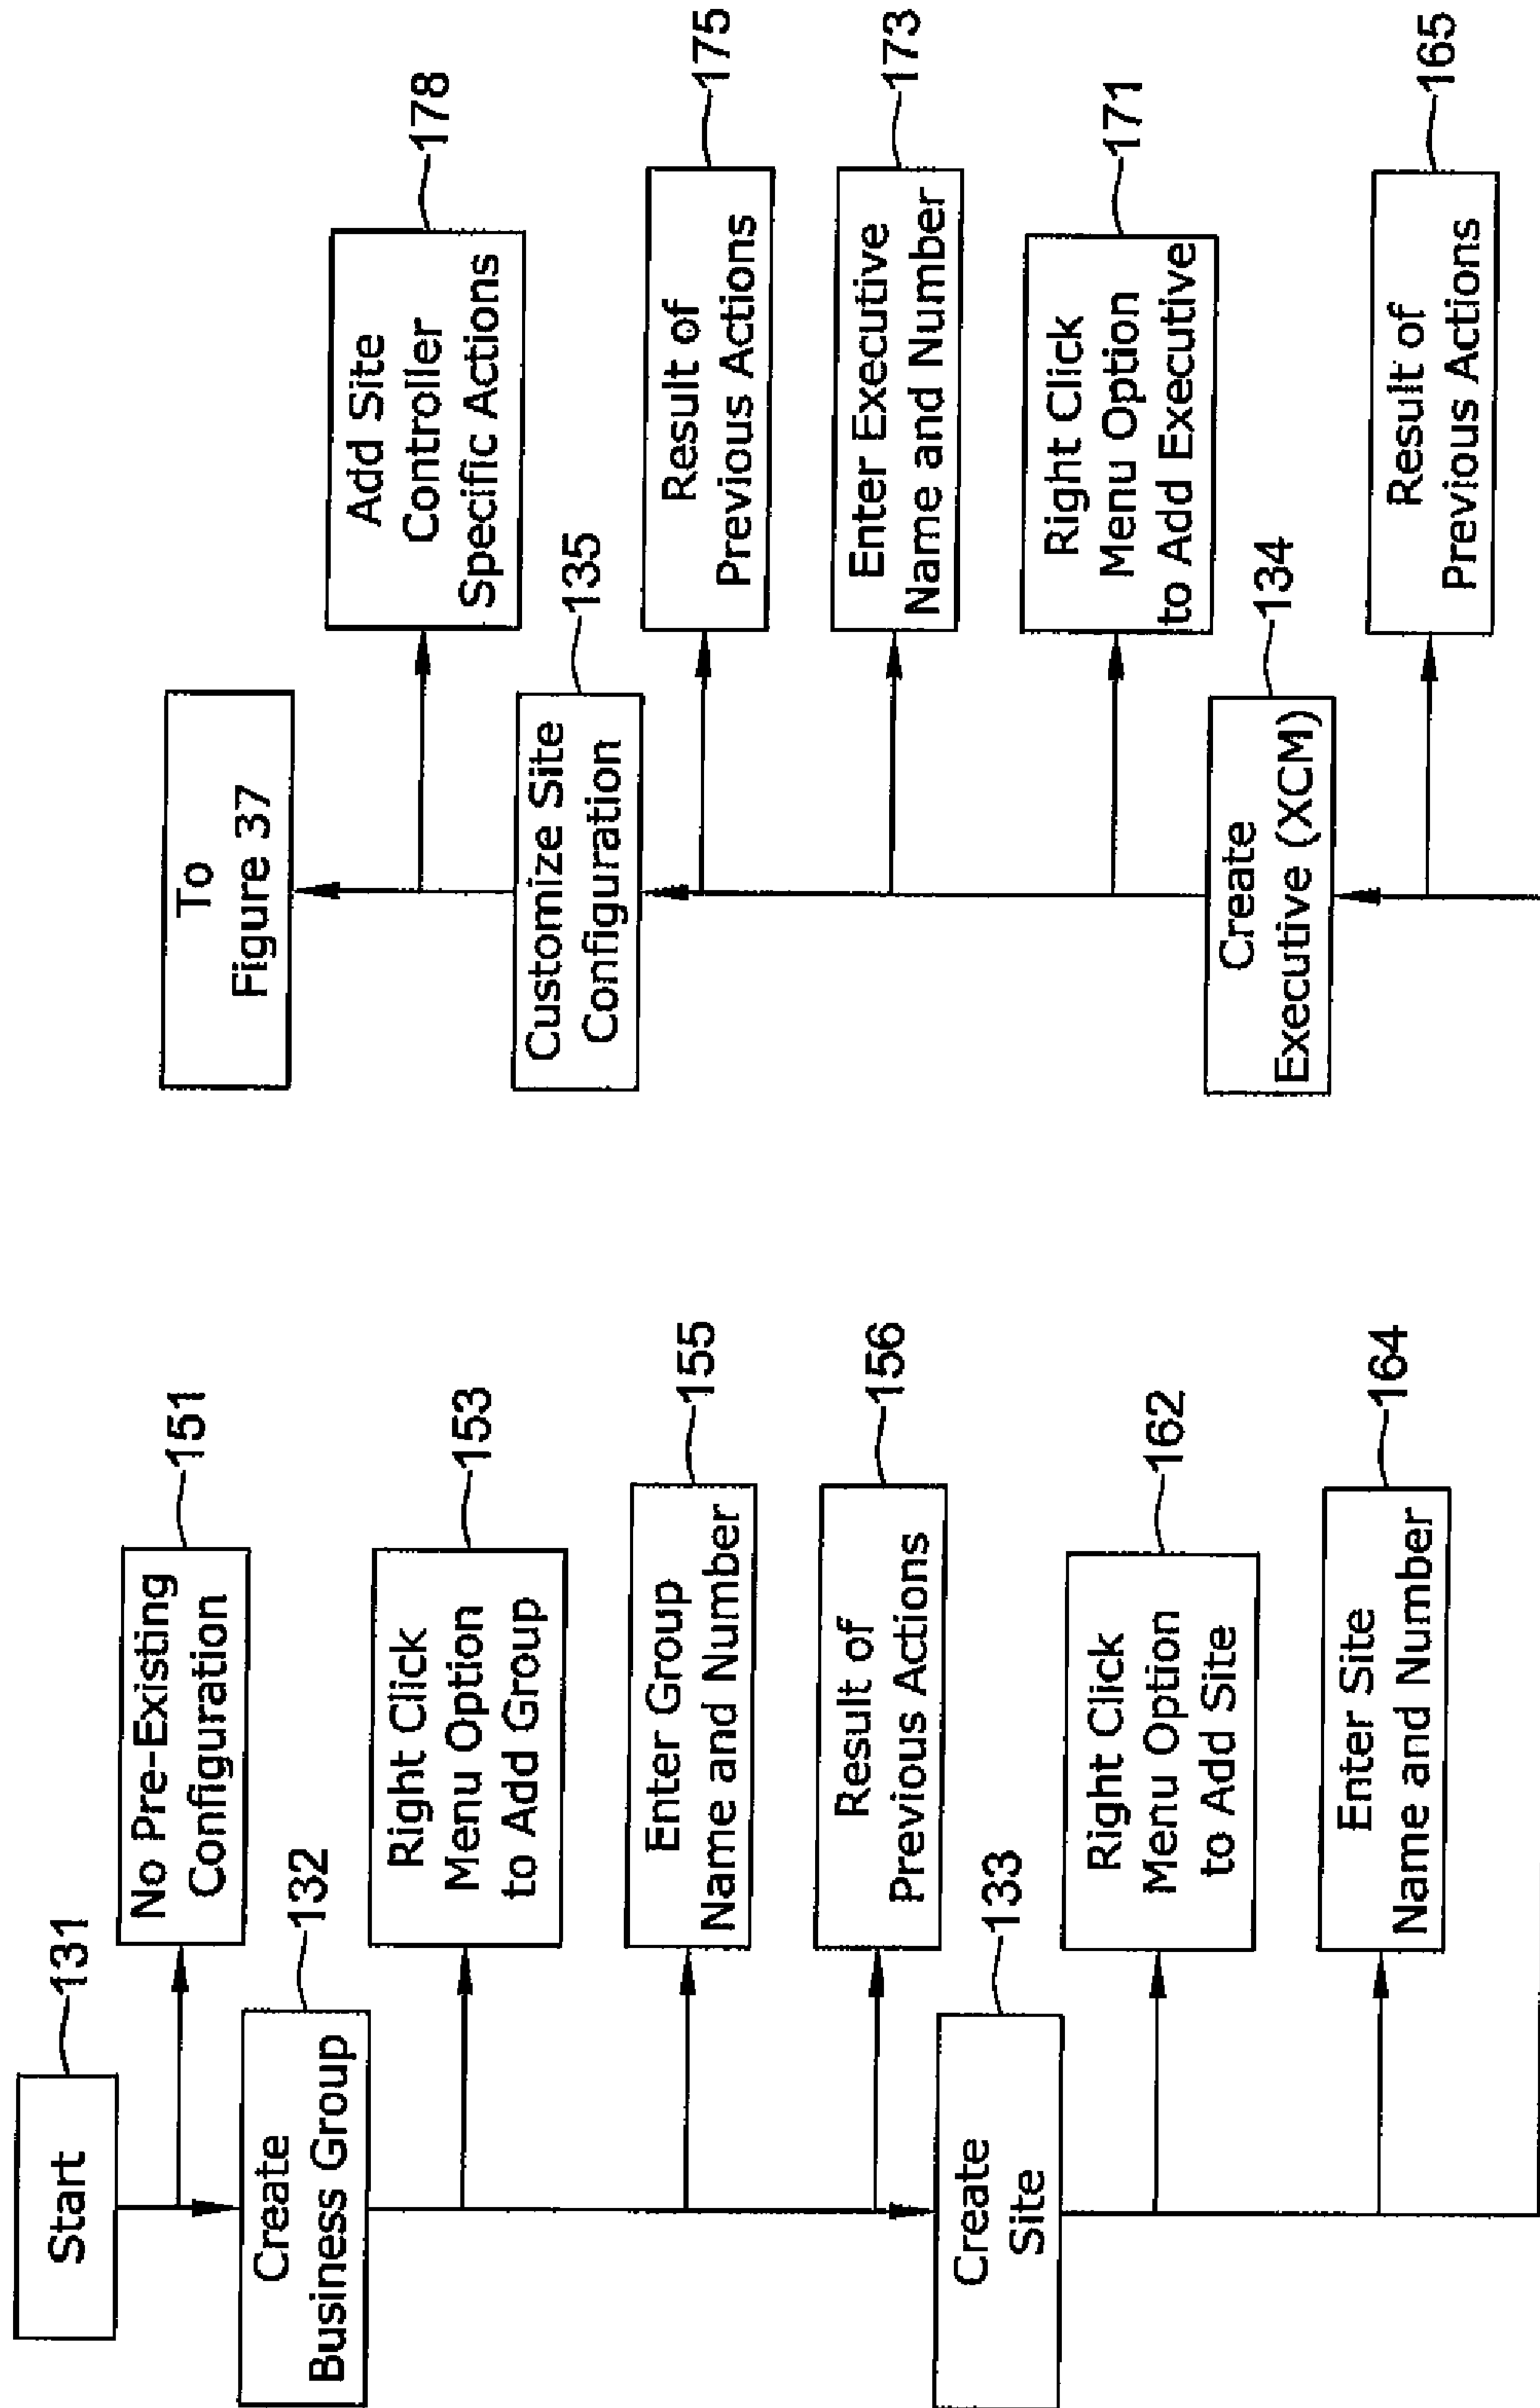 Start
131
No Pre-Existing
Configuration
151
Create
Business Group
132
Right Click
Menu Option
to Add Group
153
Enter Group
Name and Number
155
Result of
Previous Actions
156
Create
Site
133
Right Click
Menu Option
to Add Site
162
Enter Site
Name and Number
164
Result of
Previous Actions
165
Create
Executive (XCM)
134
Right Click
Menu Option
to Add Executive
171
Enter Executive
Name and Number
173
Result of
Previous Actions
175
Customize Site
Configuration
135
Add Site
Controller
Specific Actions
178
To
Figure 37